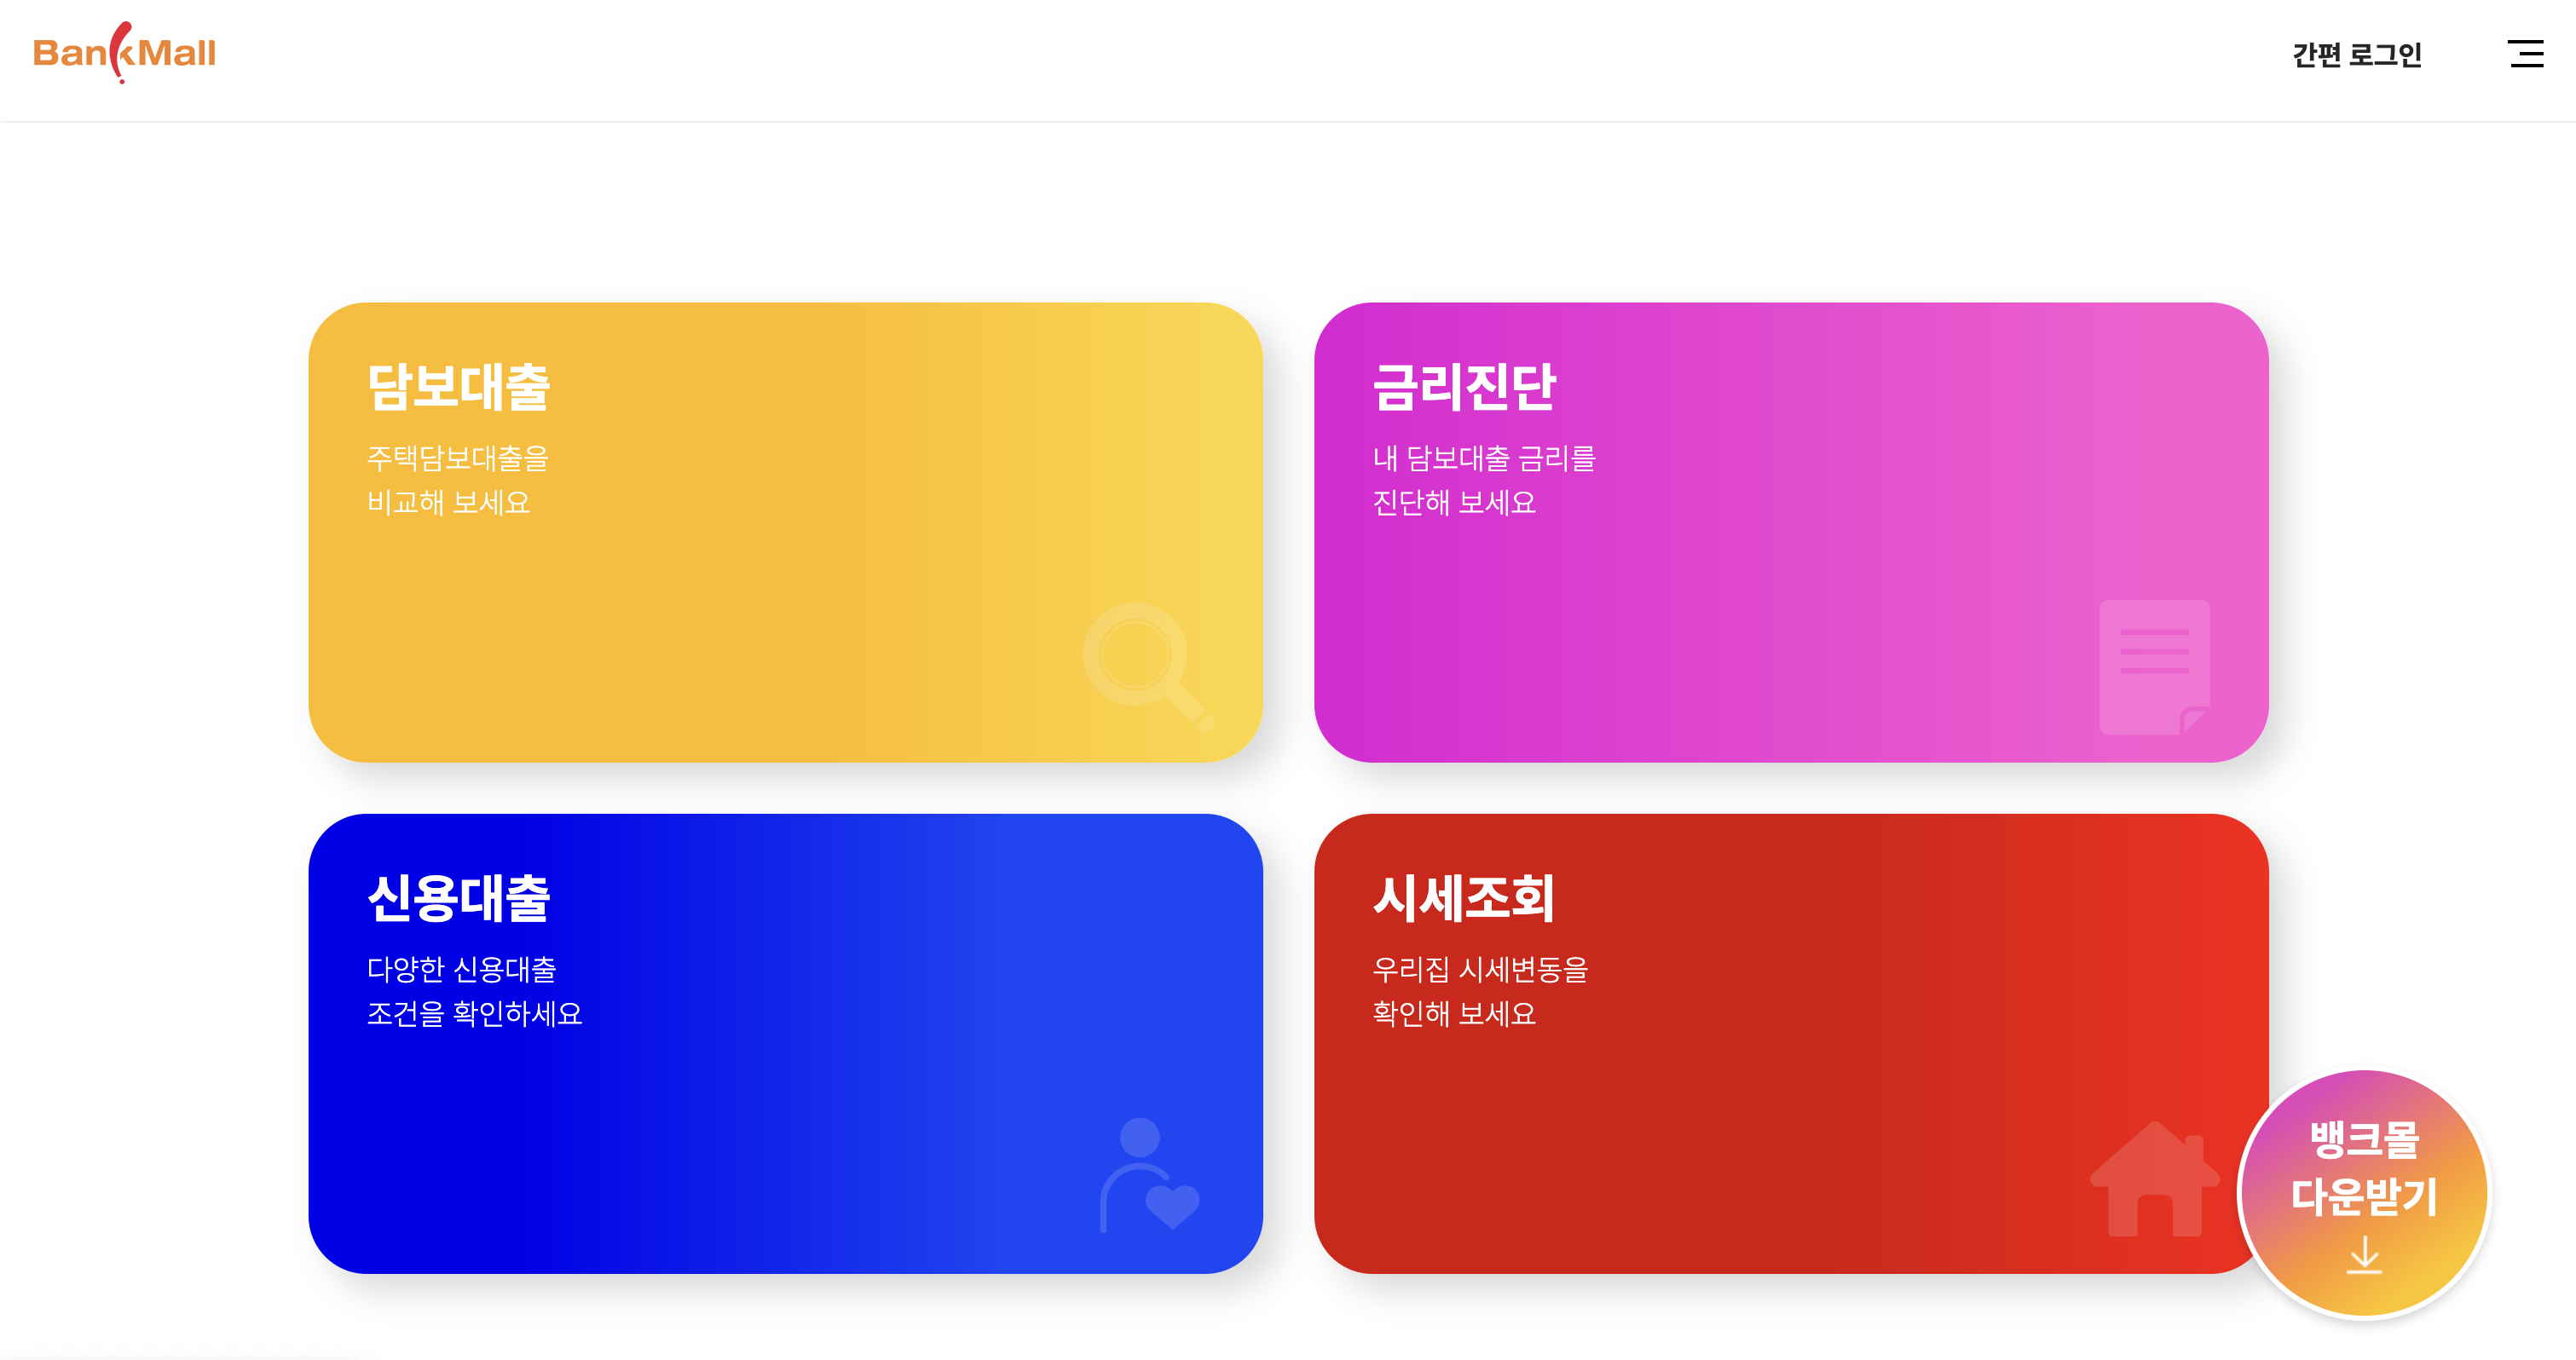 BankMall
간편 로그인
담보대출
주택담보대출을
비교해 보세요
금리진단
내 담보대출 금리를
진단해 보세요
신용대출
다양한 신용대출
조건을 확인하세요
시세조회
우리집 시세변동을
확인해 보세요
뱅크몰
다운받기